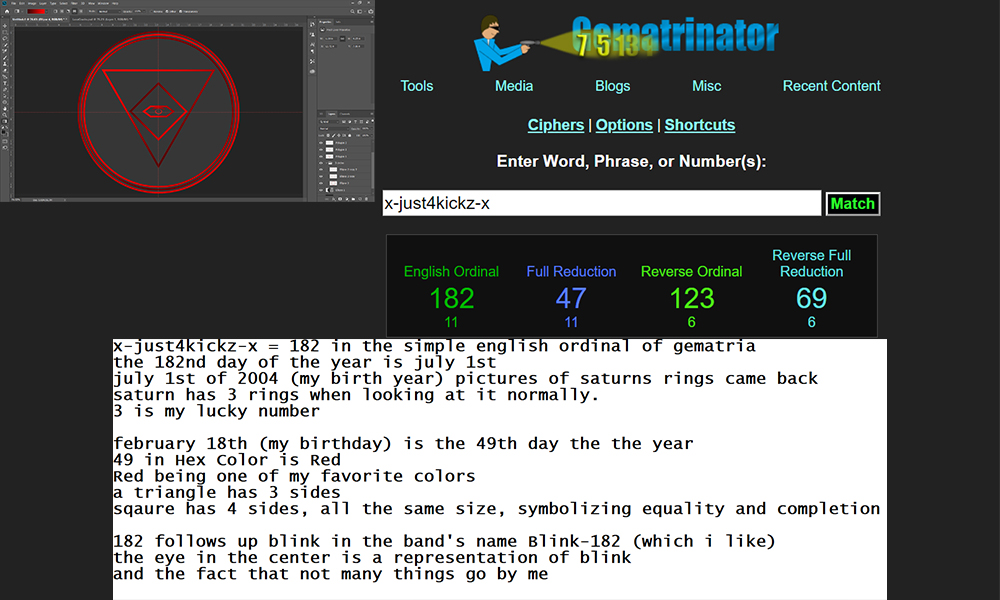 Gematrinator
7 5 13
Tools Media Blogs Misc Recent Content
Ciphers | Options | Shortcuts
Enter Word, Phrase, or Number(s):
x-just4kickz-x Match
English Ordinal Full Reduction Reverse Ordinal Reverse Full Reduction
182 47 123 69
11 11 6 6
x-just4kickz-x = 182 in the simple english ordinal of gematria
the 182nd day of the year is july 1st
july 1st of 2004 (my birth year) pictures of saturns rings came back
saturn has 3 rings when looking at it normally.
3 is my lucky number
february 18th (my birthday) is the 49th day the the year
49 in Hex Color is Red
Red being one of my favorite colors
a triangle has 3 sides
sqaure has 4 sides, all the same size, symbolizing equality and completion
182 follows up blink in the band's name Blink-182 (which i like)
the eye in the center is a representation of blink
and the fact that not many things go by me